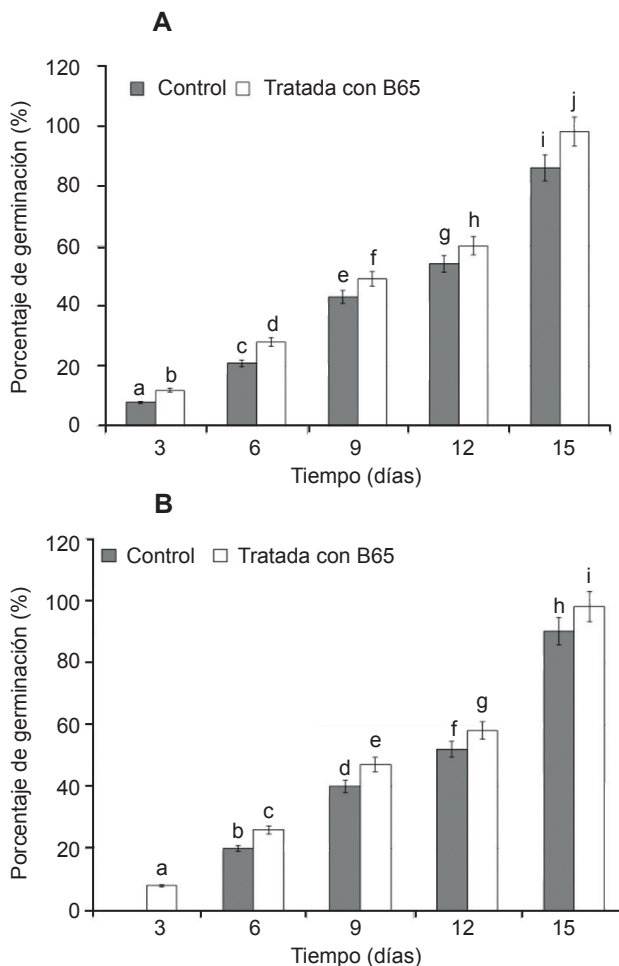 A
120
Control Tratada con B65
100
80
60
40
20
0
Porcentaje de germinación (%)
a b
c d
e f
g h
i j
3 6 9 12 15
Tiempo (días)
B
120
Control Tratada con B65
100
80
60
40
20
0
Porcentaje de germinación (%)
a
b c
d e
f g
h i
3 6 9 12 15
Tiempo (días)